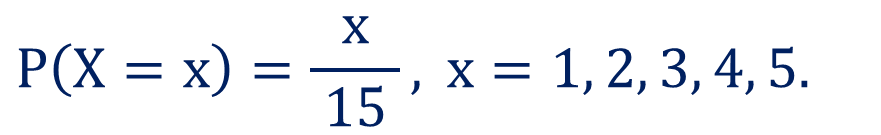 P(X = x) = x/15, x = 1, 2, 3, 4, 5.